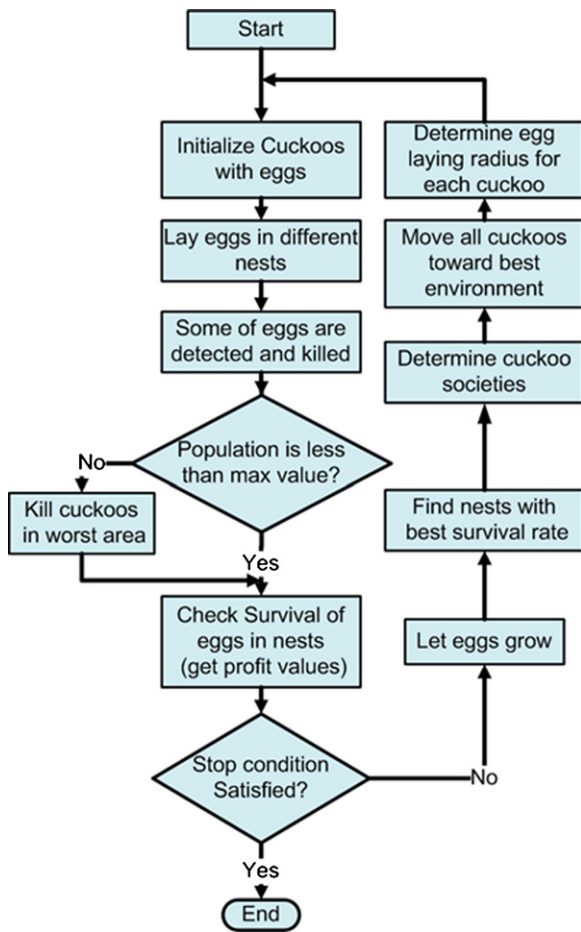 Start
Initialize Cuckoos
with eggs
Lay eggs in different
nests
Some of eggs are
detected and killed
Population is less
than max value?
No
Kill cuckoos
in worst area
Yes
Check Survival of
eggs in nests
(get profit values)
Stop condition
Satisfied?
Yes
End
No
Let eggs grow
Find nests with
best survival rate
Determine cuckoo
societies
Move all cuckoos
toward best
environment
Determine egg
laying radius for
each cuckoo